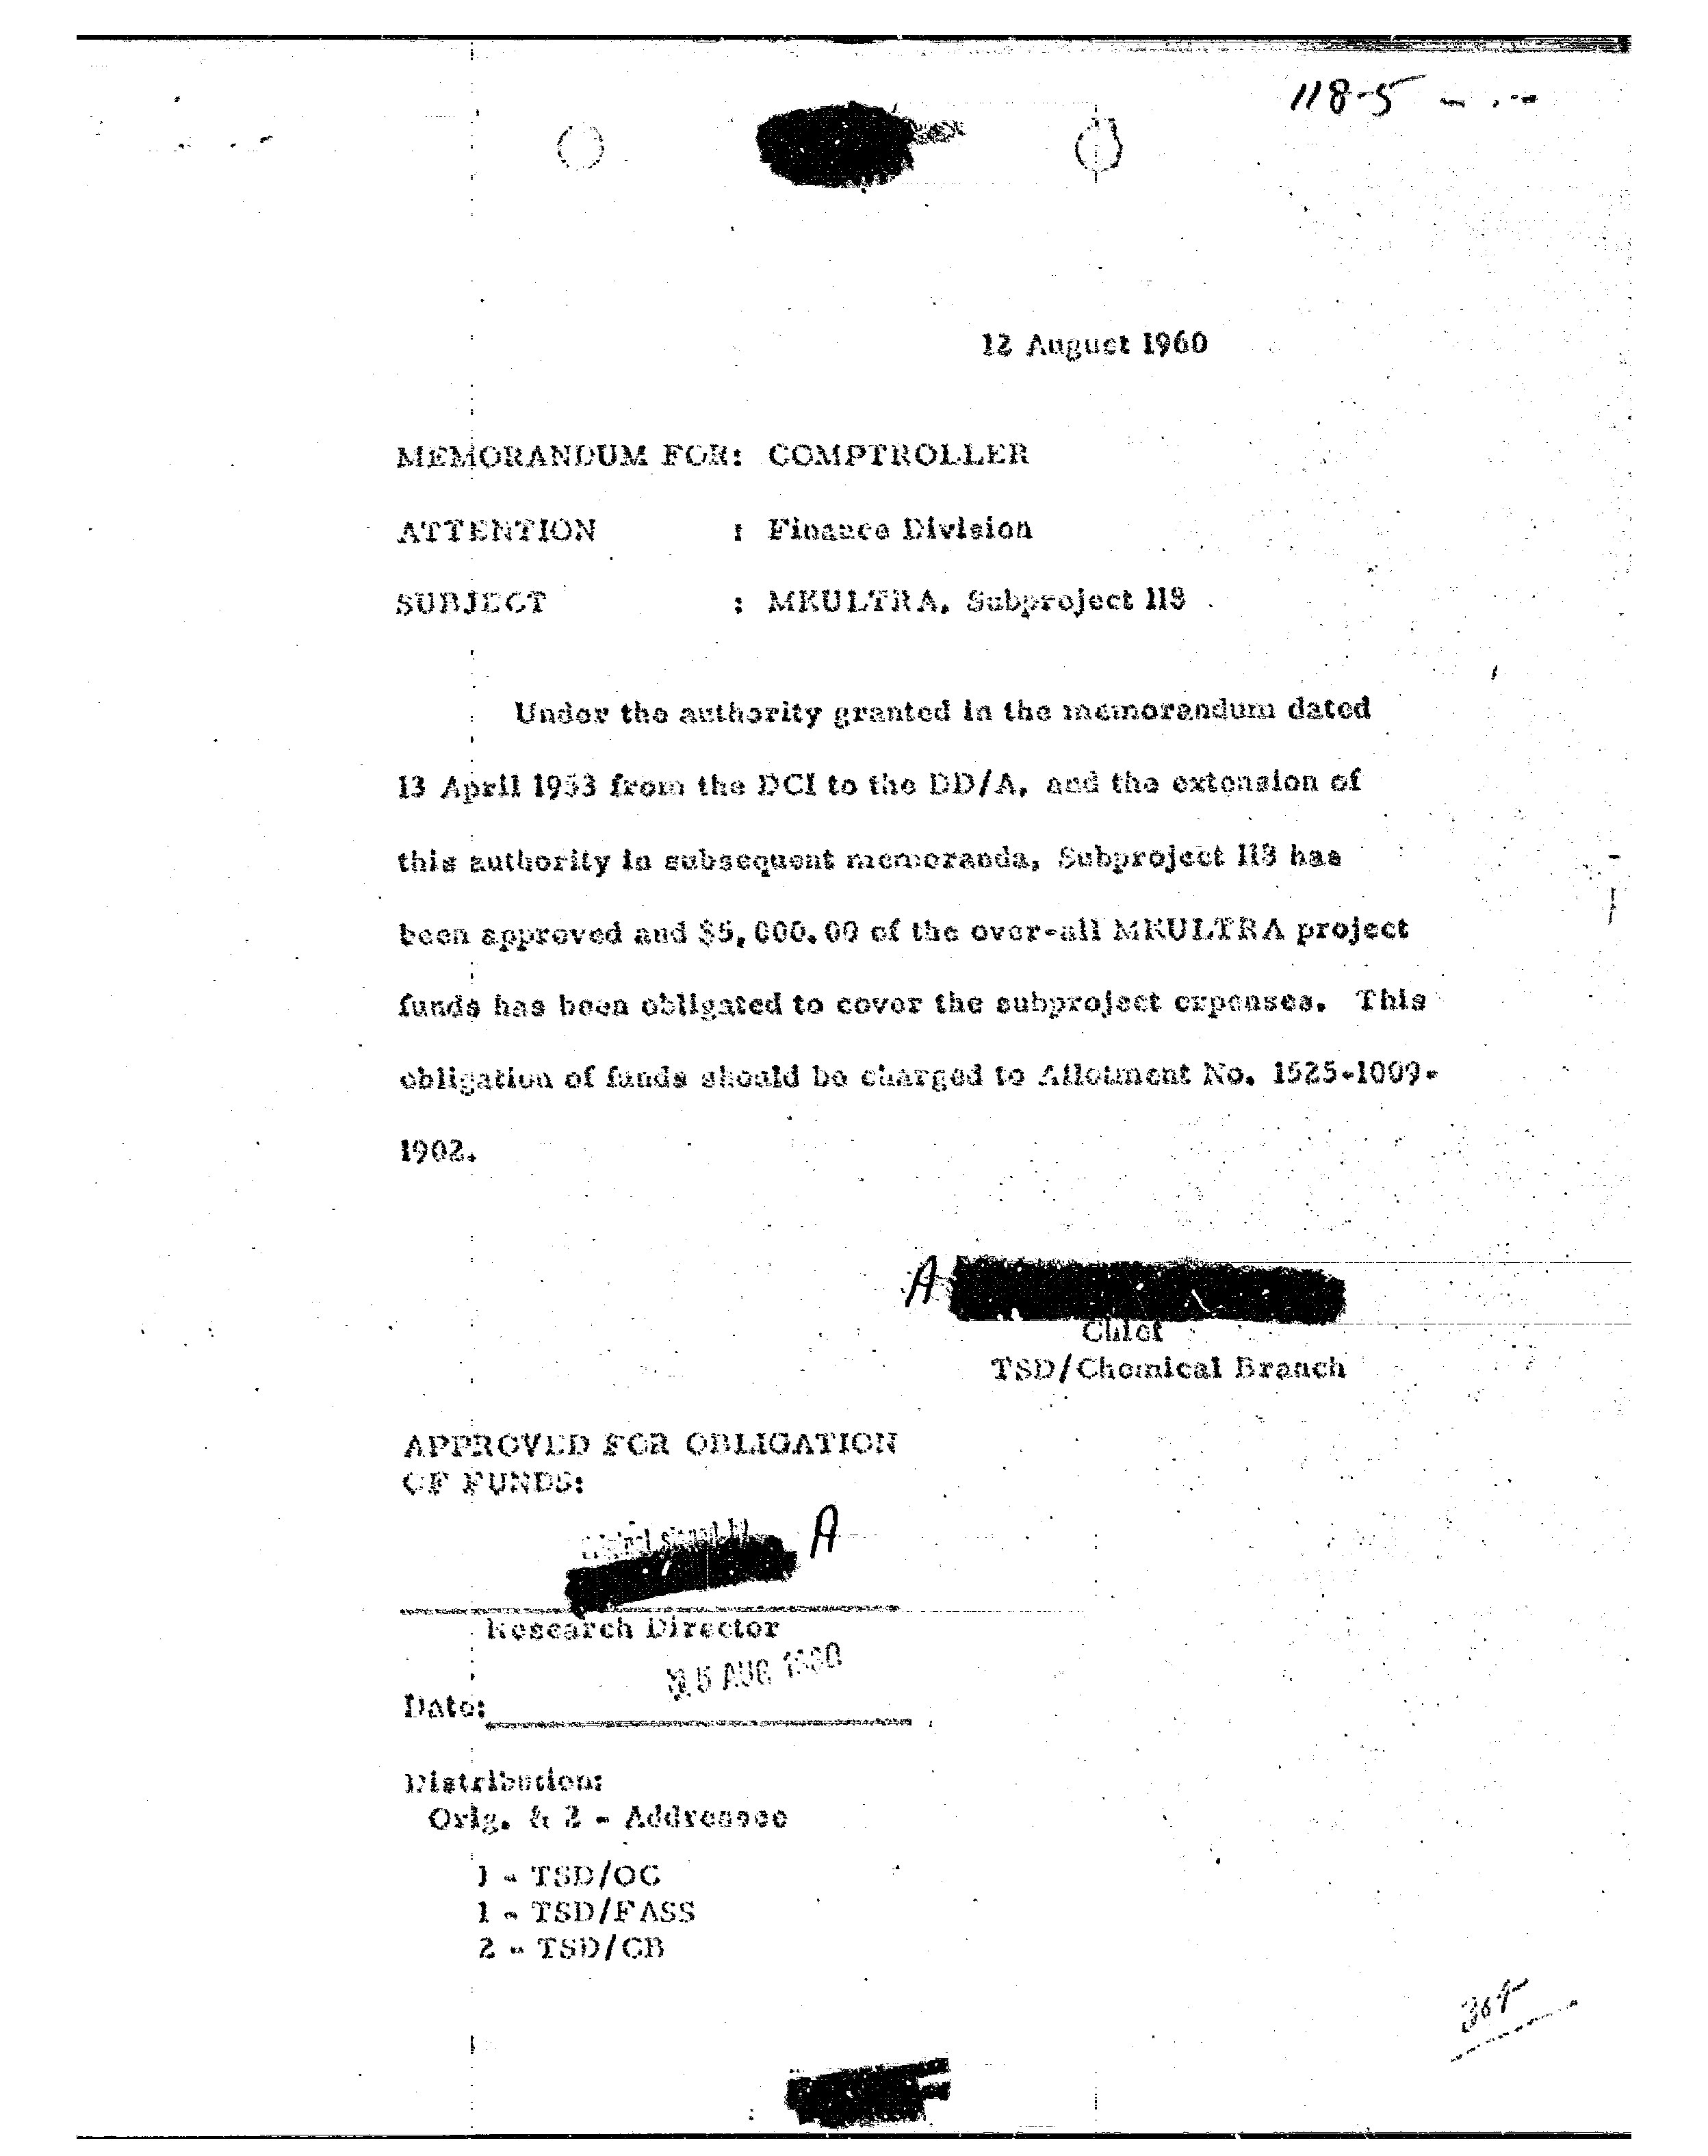 118-5
12 August 1960
MEMORANDUM FOR: COMPTROLLER
ATTENTION : Finance Division
SUBJECT : MKULTRA, Subproject 118
Under the authority granted in the memorandum dated
13 April 1953 from the DCI to the DD/A, and the extension of
this authority in subsequent memoranda, Subproject 118 has
been approved and $5,000.00 of the over-all MKULTRA project
funds has been obligated to cover the subproject expenses. This
obligation of funds should be charged to Allotment No. 1525-1009-
1902.
A
Chief
TSD/Chemical Branch
APPROVED FOR OBLIGATION
OF FUNDS:
A
Research Director
AUG 1960
Date:
Distribution:
Orig. & 2 - Addressee
1 - TSD/OC
1 - TSD/FASS
2 - TSD/CB